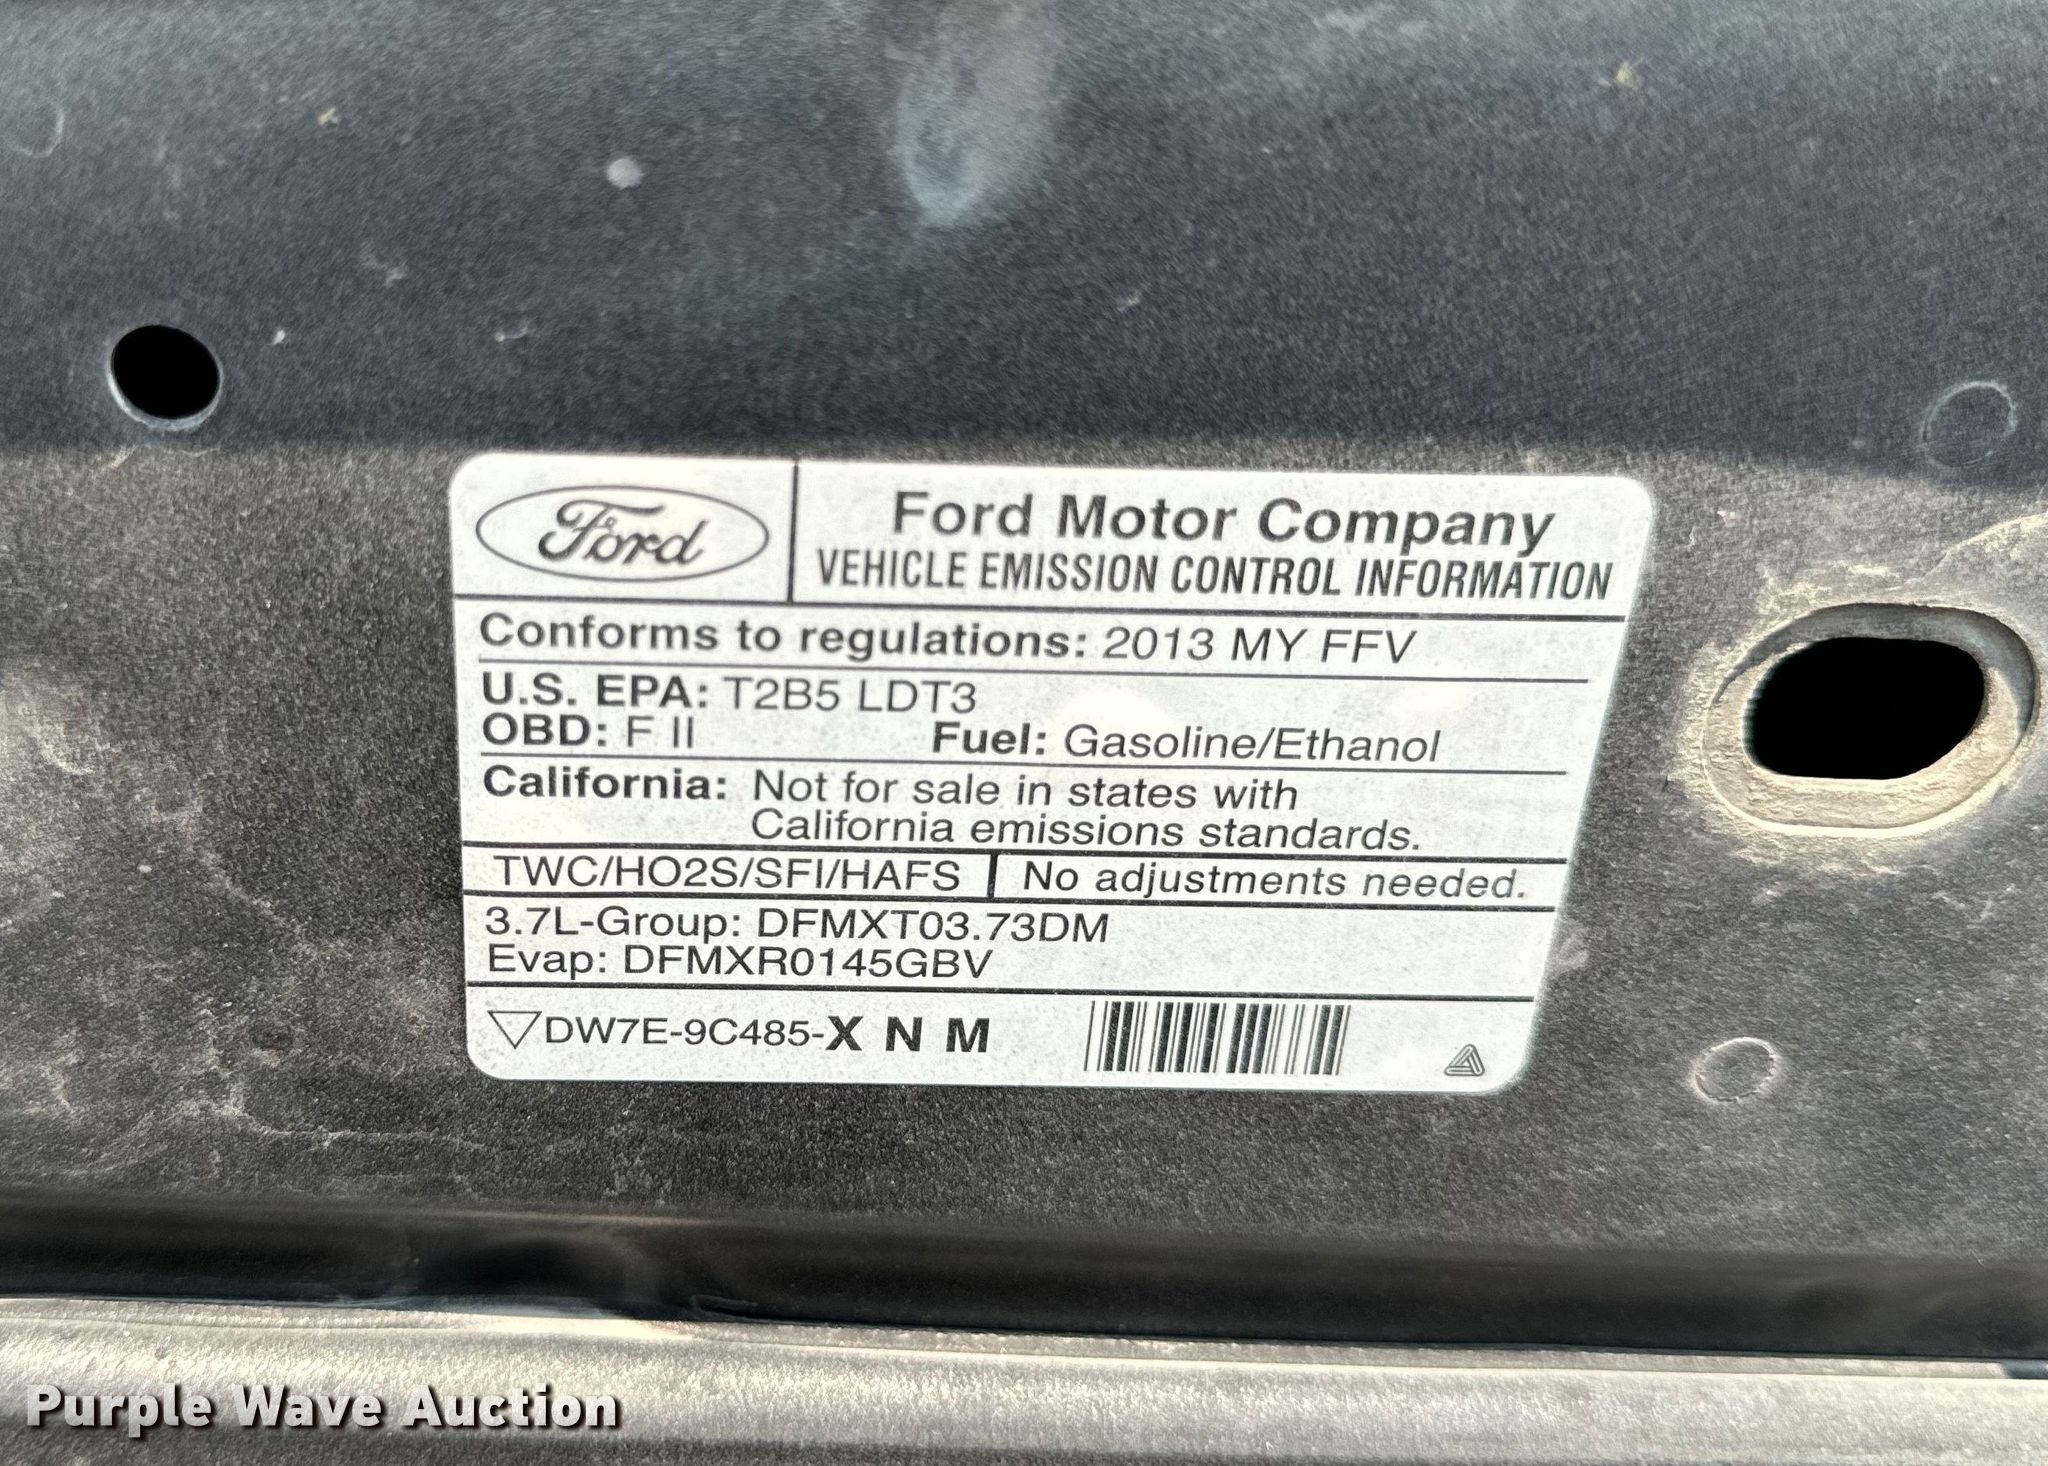 Ford
Ford Motor Company
VEHICLE EMISSION CONTROL INFORMATION
Conforms to regulations: 2013 MY FFV
U.S. EPA: T2B5 LDT3
OBD: F II Fuel: Gasoline/Ethanol
California: Not for sale in states with
California emissions standards.
TWC/HO2S/SFI/HAFS No adjustments needed.
3.7L-Group: DFMXT03.73DM
Evap: DFMXR0145GBV
DW7E-9C485-X N M
Purple Wave Auction